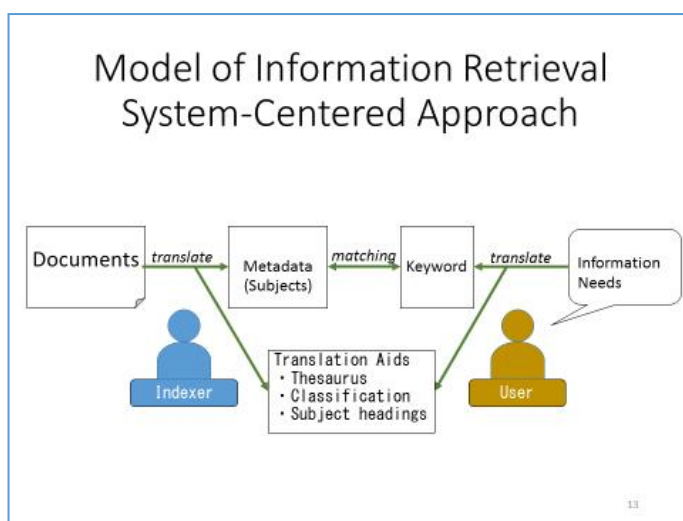 Model of Information Retrieval
System-Centered Approach
Documents
translate
Metadata
(Subjects)
matching
Keyword
translate
Information
Needs
Indexer
Translation Aids
・Thesaurus
・Classification
・Subject headings
User
13